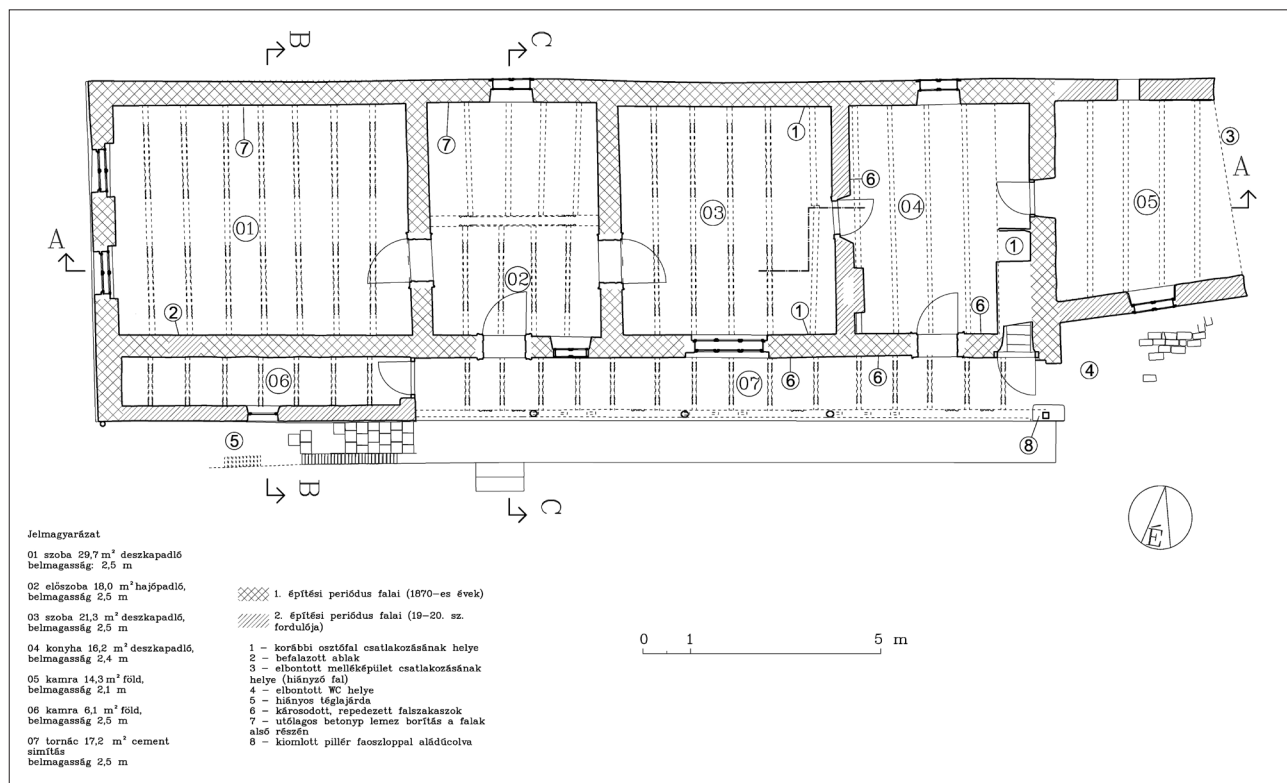 B
C
7
7
1
3
6
A
01
03
04
05
A
02
1
2
1
6
06
07
6
6
4
5
8
B
C
É
Jelmagyarázat
01 szoba 29,7 m² deszkapadló
belmagasság: 2,5 m
02 előszoba 18,0 m² hajópadló,
belmagasság 2,5 m
03 szoba 21,3 m² deszkapadló,
belmagasság 2,5 m
04 konyha 16,2 m² deszkapadló,
belmagasság 2,4 m
05 kamra 14,3 m² föld,
belmagasság 2,1 m
06 kamra 6,1 m² föld,
belmagasság 2,5 m
07 tornác 17,2 m² cement
simítás
belmagasság 2,5 m
1. építési periódus falai (1870-es évek)
2. építési periódus falai (19-20. sz.
fordulója)
1 - korábbi osztófal csatlakozásának helye
2 - befalazott ablak
3 - elbontott melléképület csatlakozásának
helye (hiányzó fal)
4 - elbontott WC helye
5 - hiányos téglajárda
6 - károsodott, repedezett falszakaszok
7 - utólagos betonyp lemez borítás a falak
alsó részén
8 - kiomlott pillér faoszloppal aládúcolva
0 1 5 m